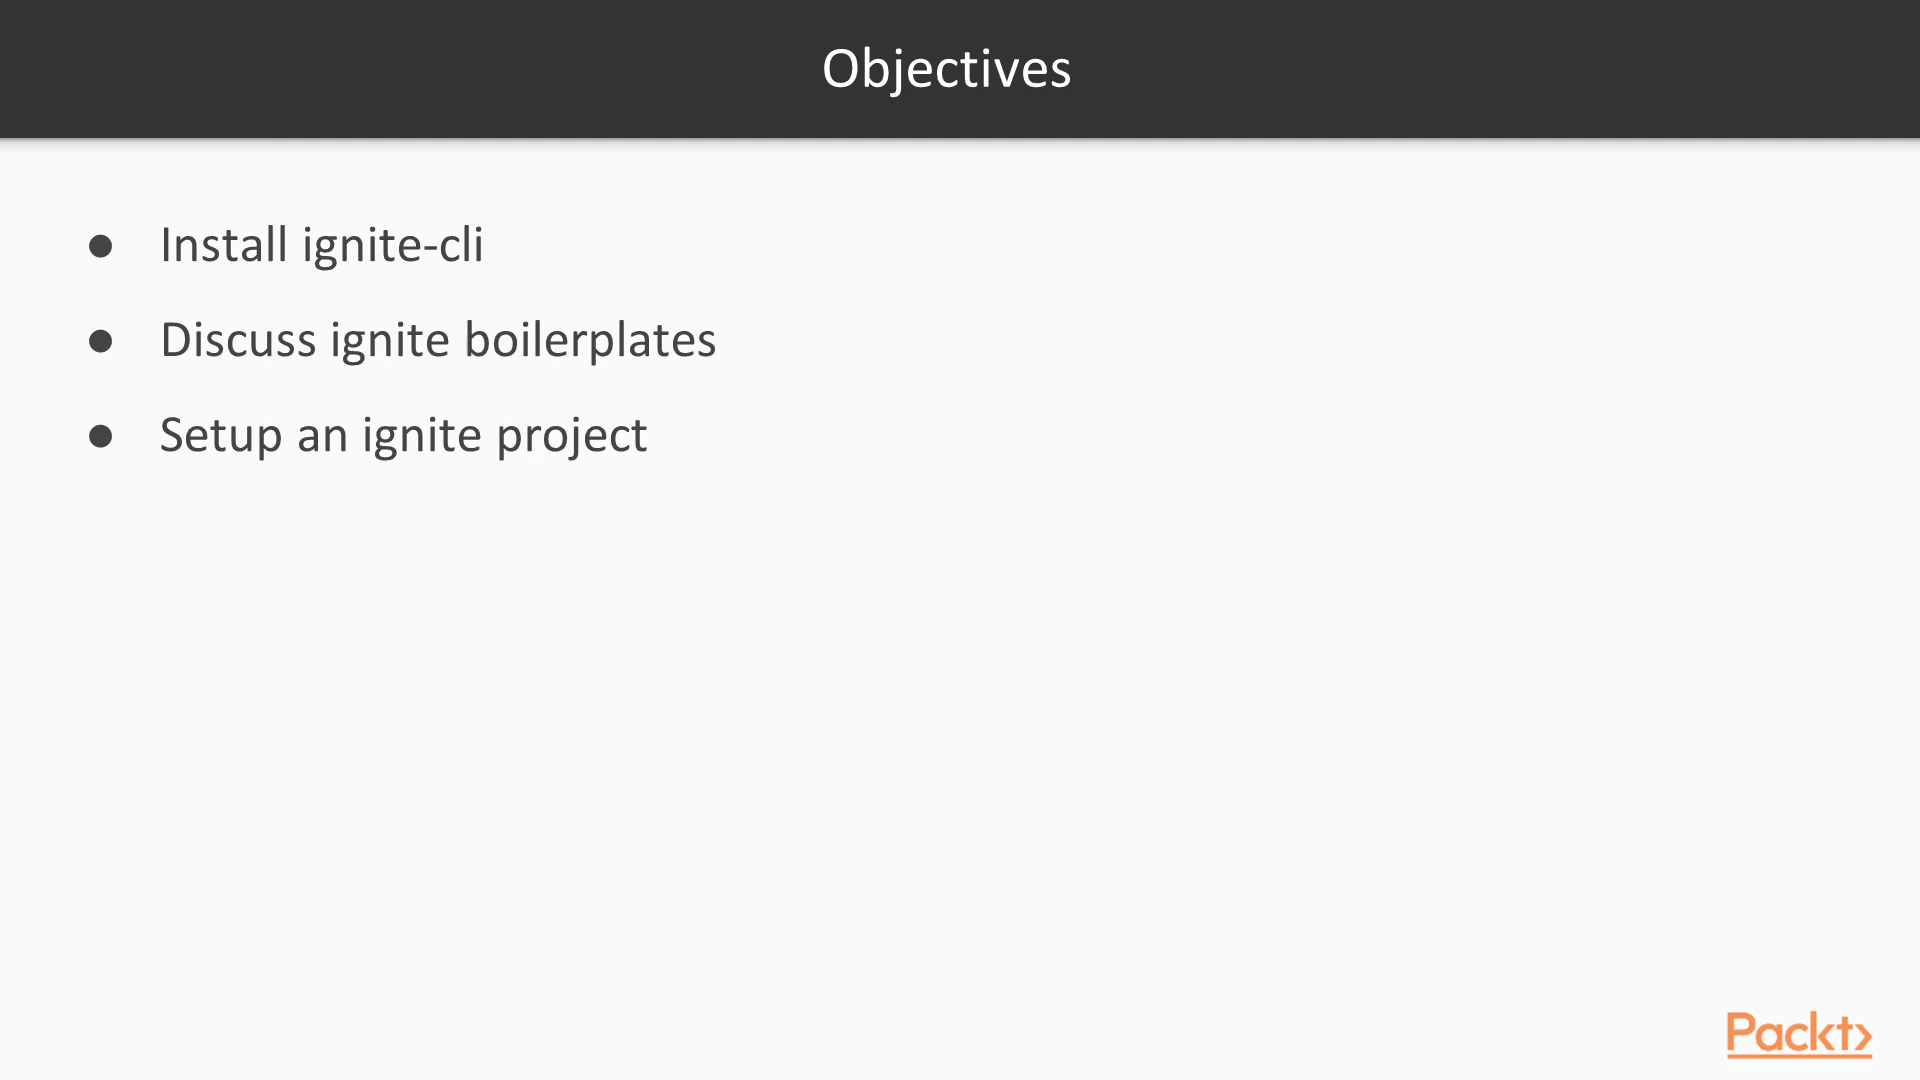 Objectives
● Install ignite-cli
● Discuss ignite boilerplates
● Setup an ignite project
Packt>